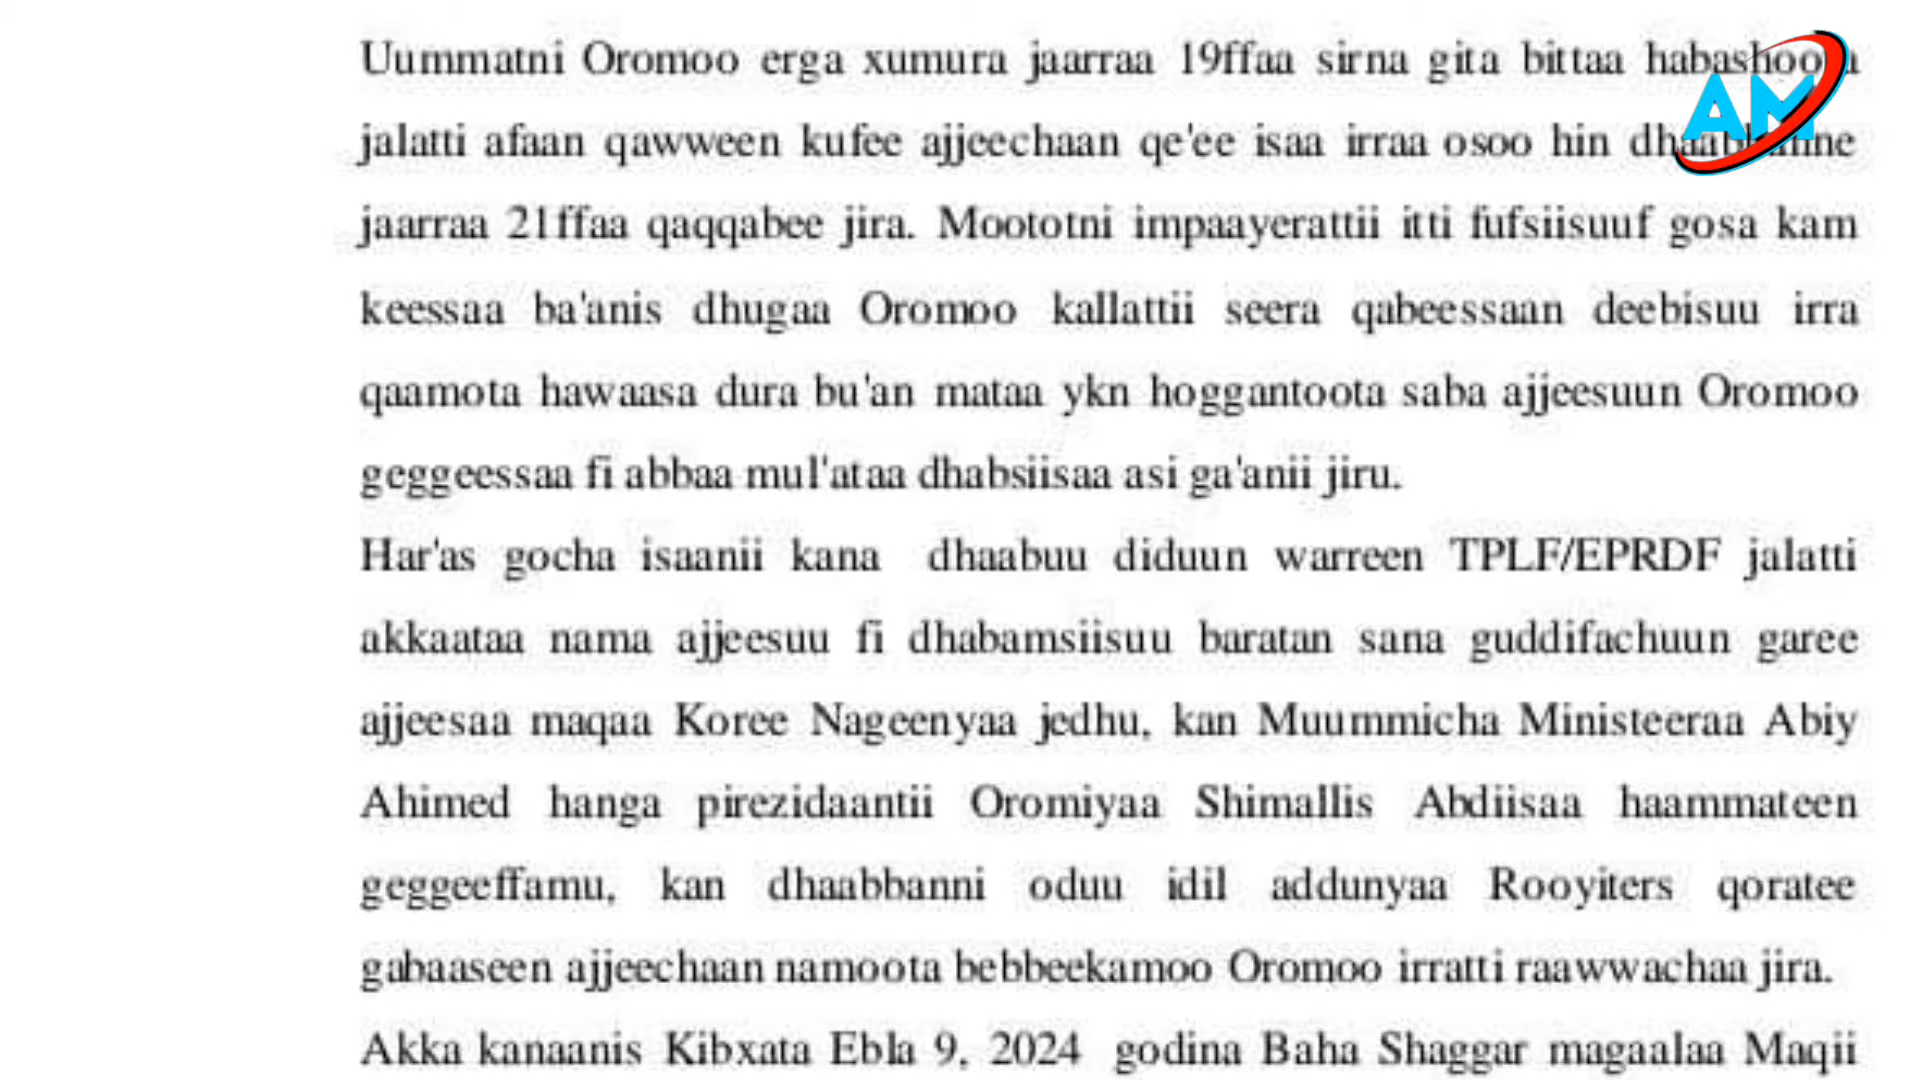 Uummatni Oromoo erga xumura jaarraa 19ffaa sirna gita bittaa
AM
jalatti afaan qawween kufee ajjeechaan qe'ee isaa irraa osoo hin
jaarraa 21ffaa qaqqabee jira. Moototni impaayerattii itti fufsiisuuf gosa kam
keessaa ba'anis dhugaa Oromoo kallattii seera qabeessaan deebisuu irra
qaamota hawaasa dura bu'an mataa ykn hoggantoota saba ajjeesuun Oromoo
geggeessaa fi abbaa mul'ataa dhabsiisaa asi ga'anii jiru.
Har'as gocha isaanii kana dhaabuu diduun warreen TPLF/EPRDF jalatti
akkaataa nama ajjeesuu fi dhabamsiisuu baratan sana guddifachuun garee
ajjeesaa maqaa Koree Nageenyaa jedhu, kan Muummicha Ministeeraa Abiy
Ahimed hanga pirezidaantii Oromiyaa Shimallis Abdiisaa haammateen
geggeeffamu, kan dhaabbanni oduu idil addunyaa Rooyiters qoratee
gabaaseen ajjeechaan namoota bebbeekamoo Oromoo irratti raawwachaa jira.
Akka kanaanis Kibxata Ebla 9, 2024 godina Baha Shaggar magaalaa Maqii